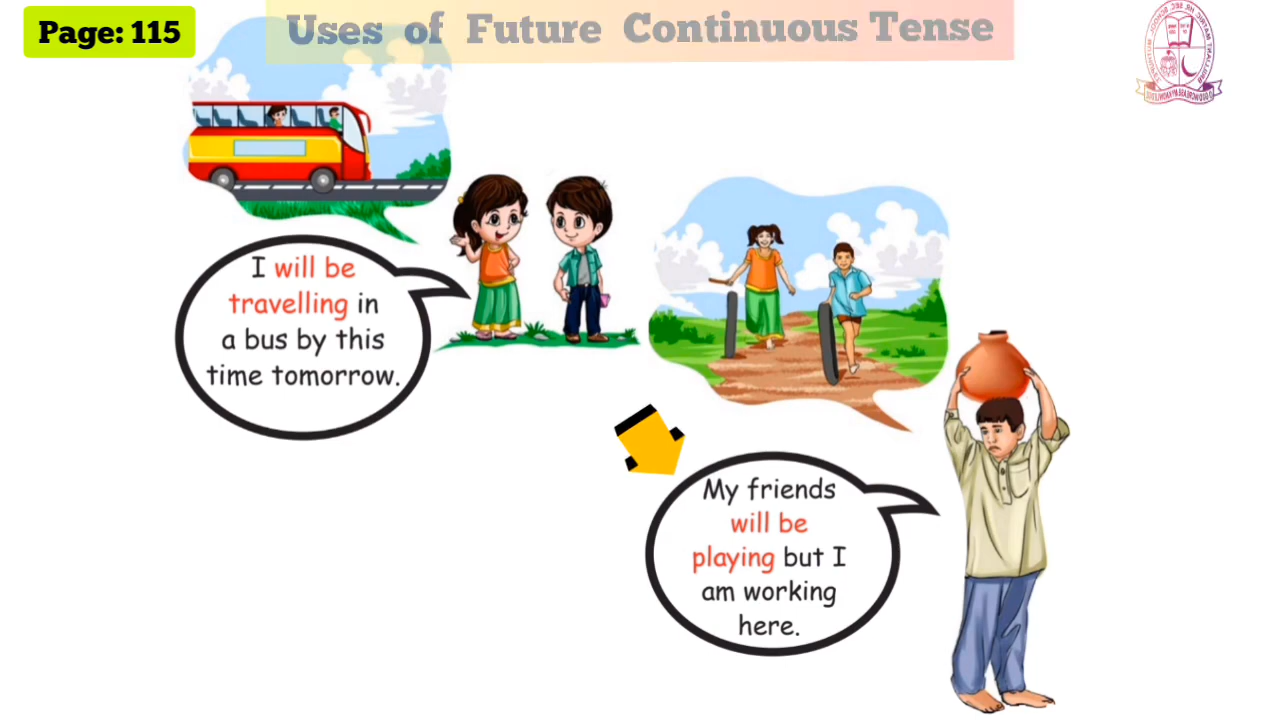 Page: 115
Uses of Future Continuous Tense
I will be
travelling in
a bus by this
time tomorrow.
My friends
will be
playing but I
am working
here.